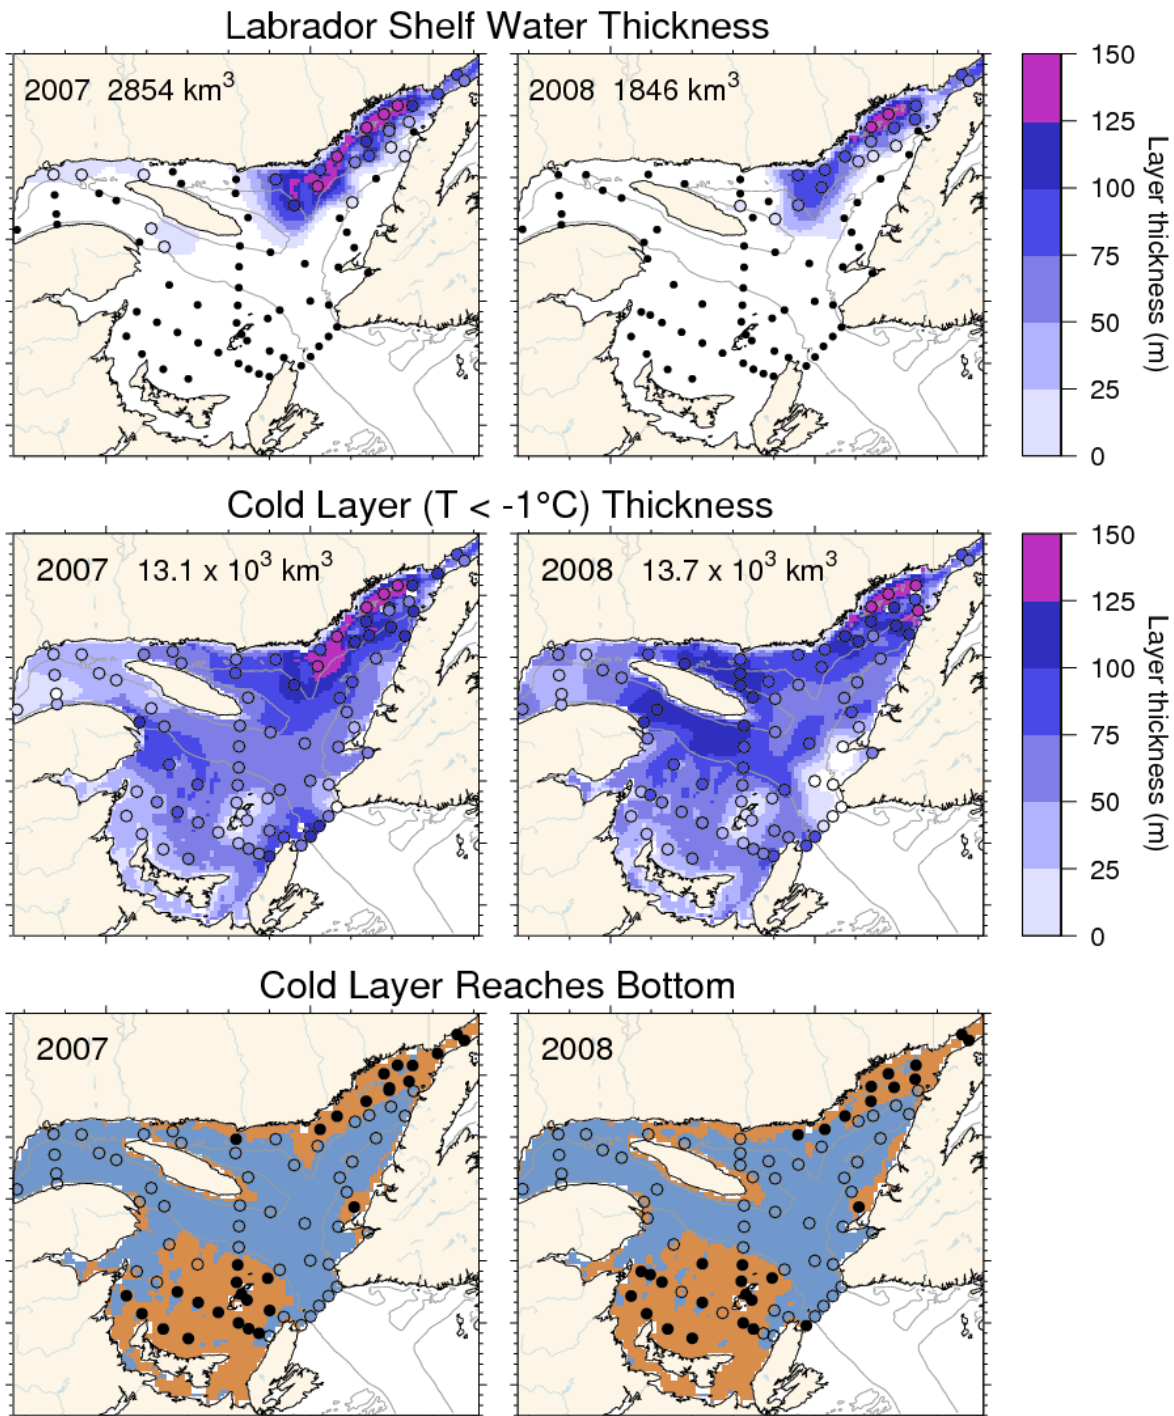 Labrador Shelf Water Thickness
2007 2854 km³
2008 1846 km³
150
125
100
75
50
25
0
Layer thickness (m)
Cold Layer (T < -1°C) Thickness
2007 13.1 x 10³ km³
2008 13.7 x 10³ km³
150
125
100
75
50
25
0
Layer thickness (m)
Cold Layer Reaches Bottom
2007
2008